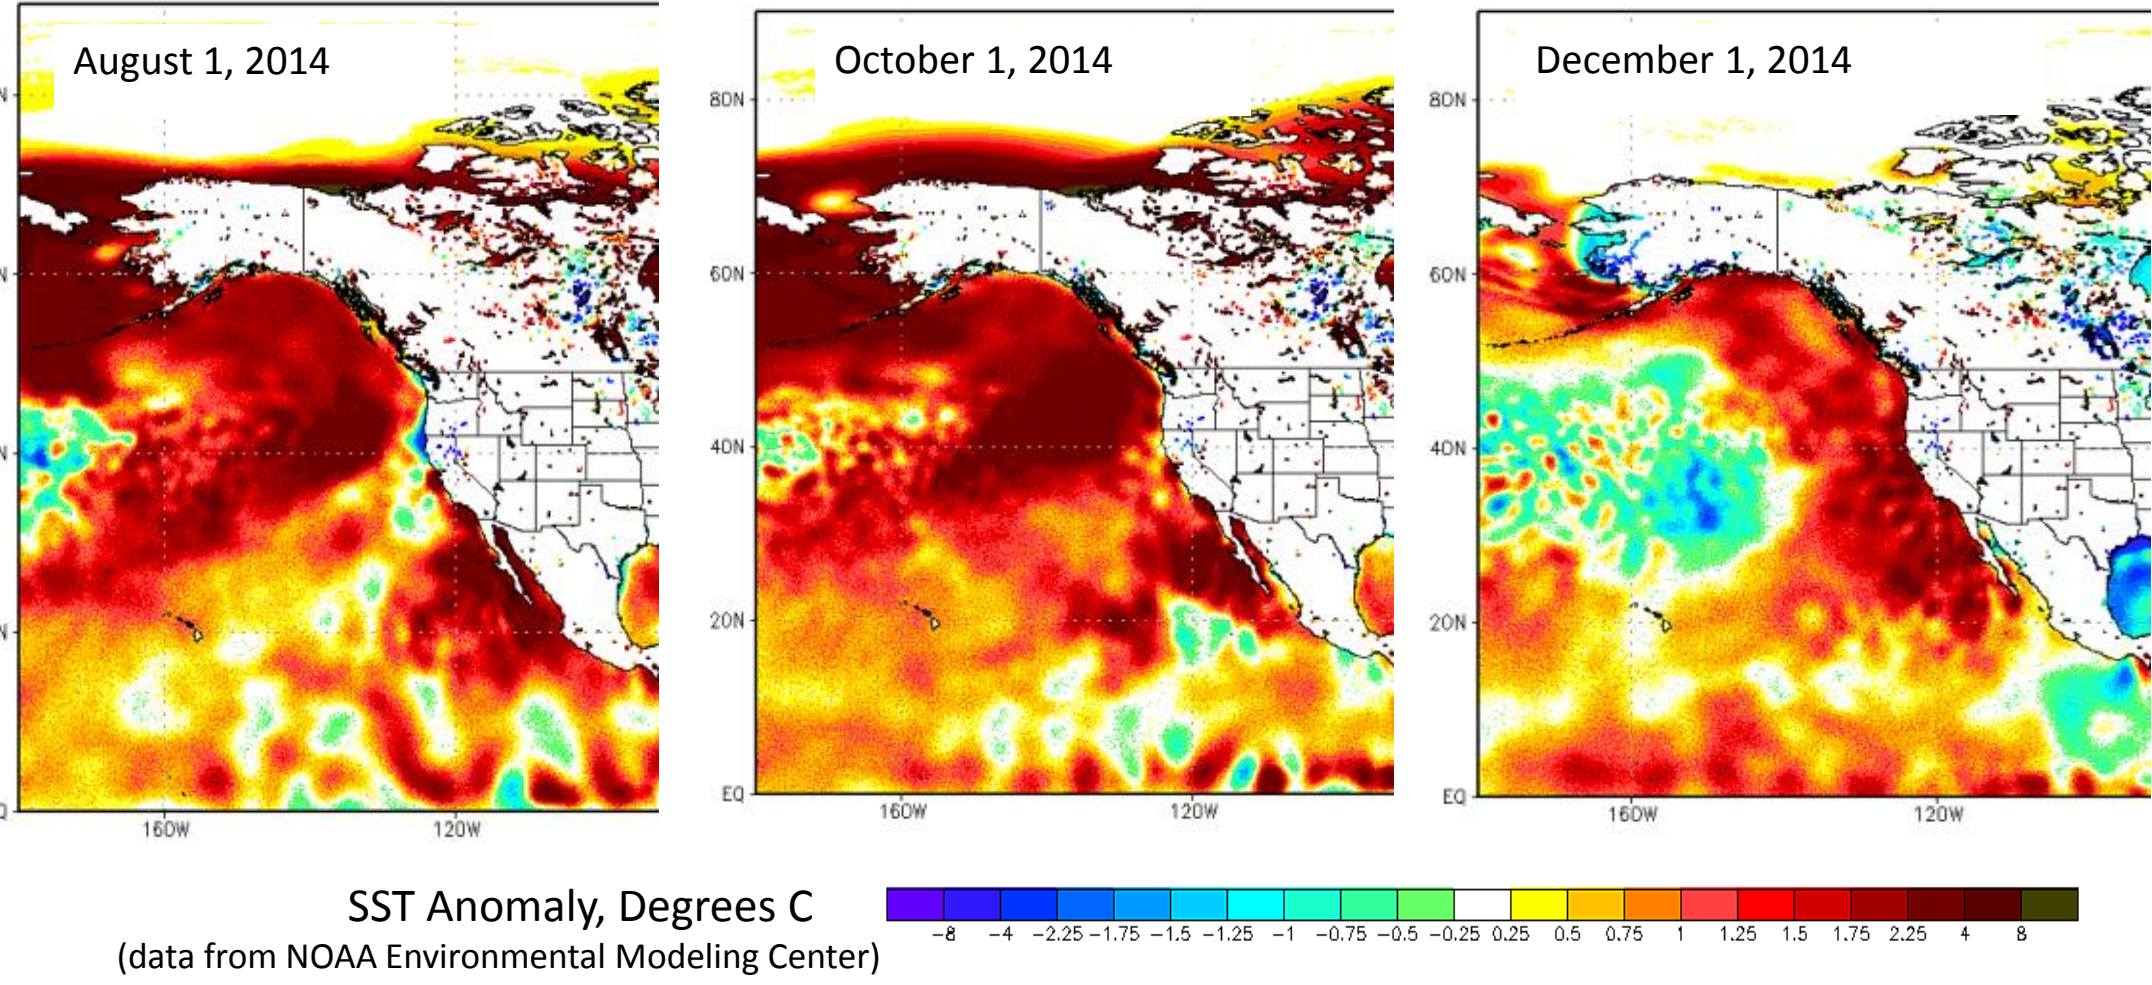 August 1, 2014
October 1, 2014
December 1, 2014
N
80N
80N
N
60N
60N
N
40N
40N
N
20N
20N
Q
EQ
EQ
160W
120W
160W
120W
160W
120W
SST Anomaly, Degrees C
(data from NOAA Environmental Modeling Center)
-8 -4 -2.25 -1.75 -1.5 -1.25 -1 -0.75 -0.5 -0.25 0.25 0.5 0.75 1 1.25 1.5 1.75 2.25 4 8